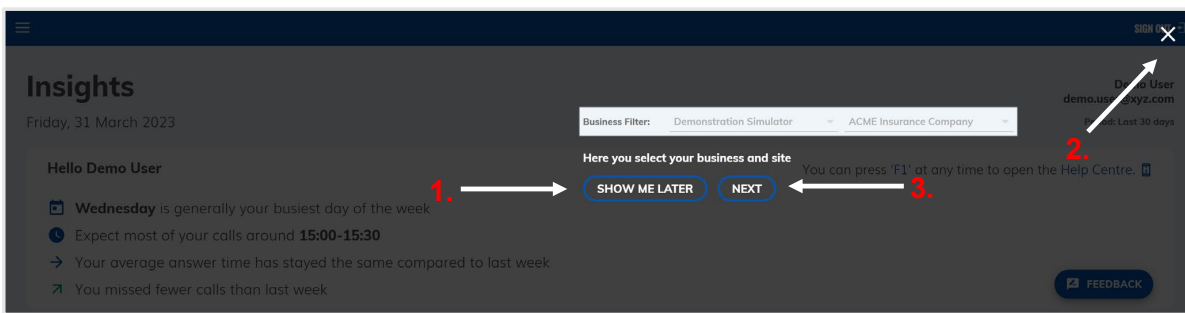 SIGN OUT
Insights
Demo User
demo.user@xyz.com
Friday, 31 March 2023
Business Filter: Demonstration Simulator ACME Insurance Company
Period: Last 30 days
Here you select your business and site
2.
Hello Demo User
You can press 'F1' at any time to open the Help Centre.
1.
SHOW ME LATER NEXT
3.
Wednesday is generally your busiest day of the week
Expect most of your calls around 15:00-15:30
Your average answer time has stayed the same compared to last week
You missed fewer calls than last week
FEEDBACK